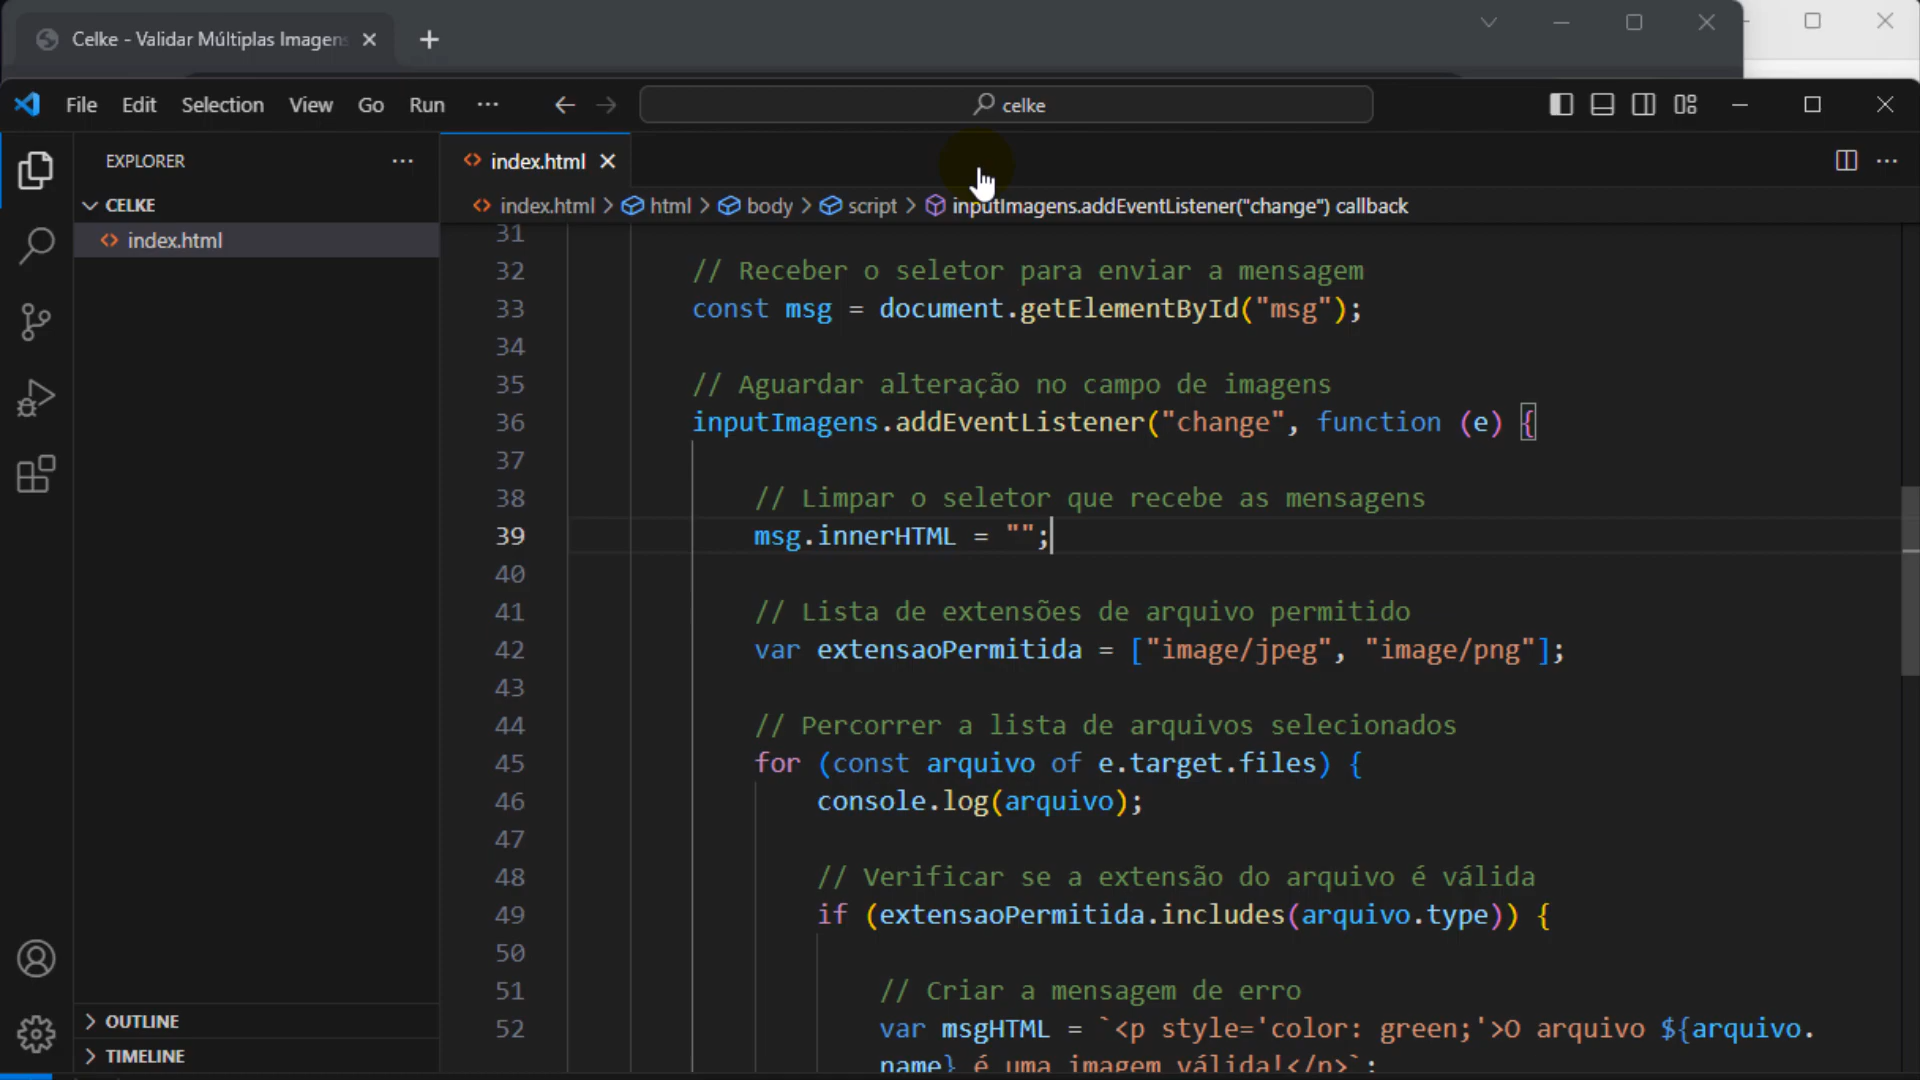 Celke - Validar Múltiplas Imagens
File Edit Selection View Go Run ...
celke
EXPLORER ...
CELKE
index.html
OUTLINE
TIMELINE
index.html
index.html > html > body > script > inputImagens.addEventListener("change") callback
31
32 // Receber o seletor para enviar a mensagem
33 const msg = document.getElementById("msg");
34
35 // Aguardar alteração no campo de imagens
36 inputImagens.addEventListener("change", function (e) {
37
38 // Limpar o seletor que recebe as mensagens
39 msg.innerHTML = "";
40
41 // Lista de extensões de arquivo permitido
42 var extensaoPermitida = ["image/jpeg", "image/png"];
43
44 // Percorrer a lista de arquivos selecionados
45 for (const arquivo of e.target.files) {
46 console.log(arquivo);
47
48 // Verificar se a extensão do arquivo é válida
49 if (extensaoPermitida.includes(arquivo.type)) {
50
51 // Criar a mensagem de erro
52 var msgHTML = `<p style='color: green;'>O arquivo ${arquivo.
name} é uma imagem válida!</p>`;